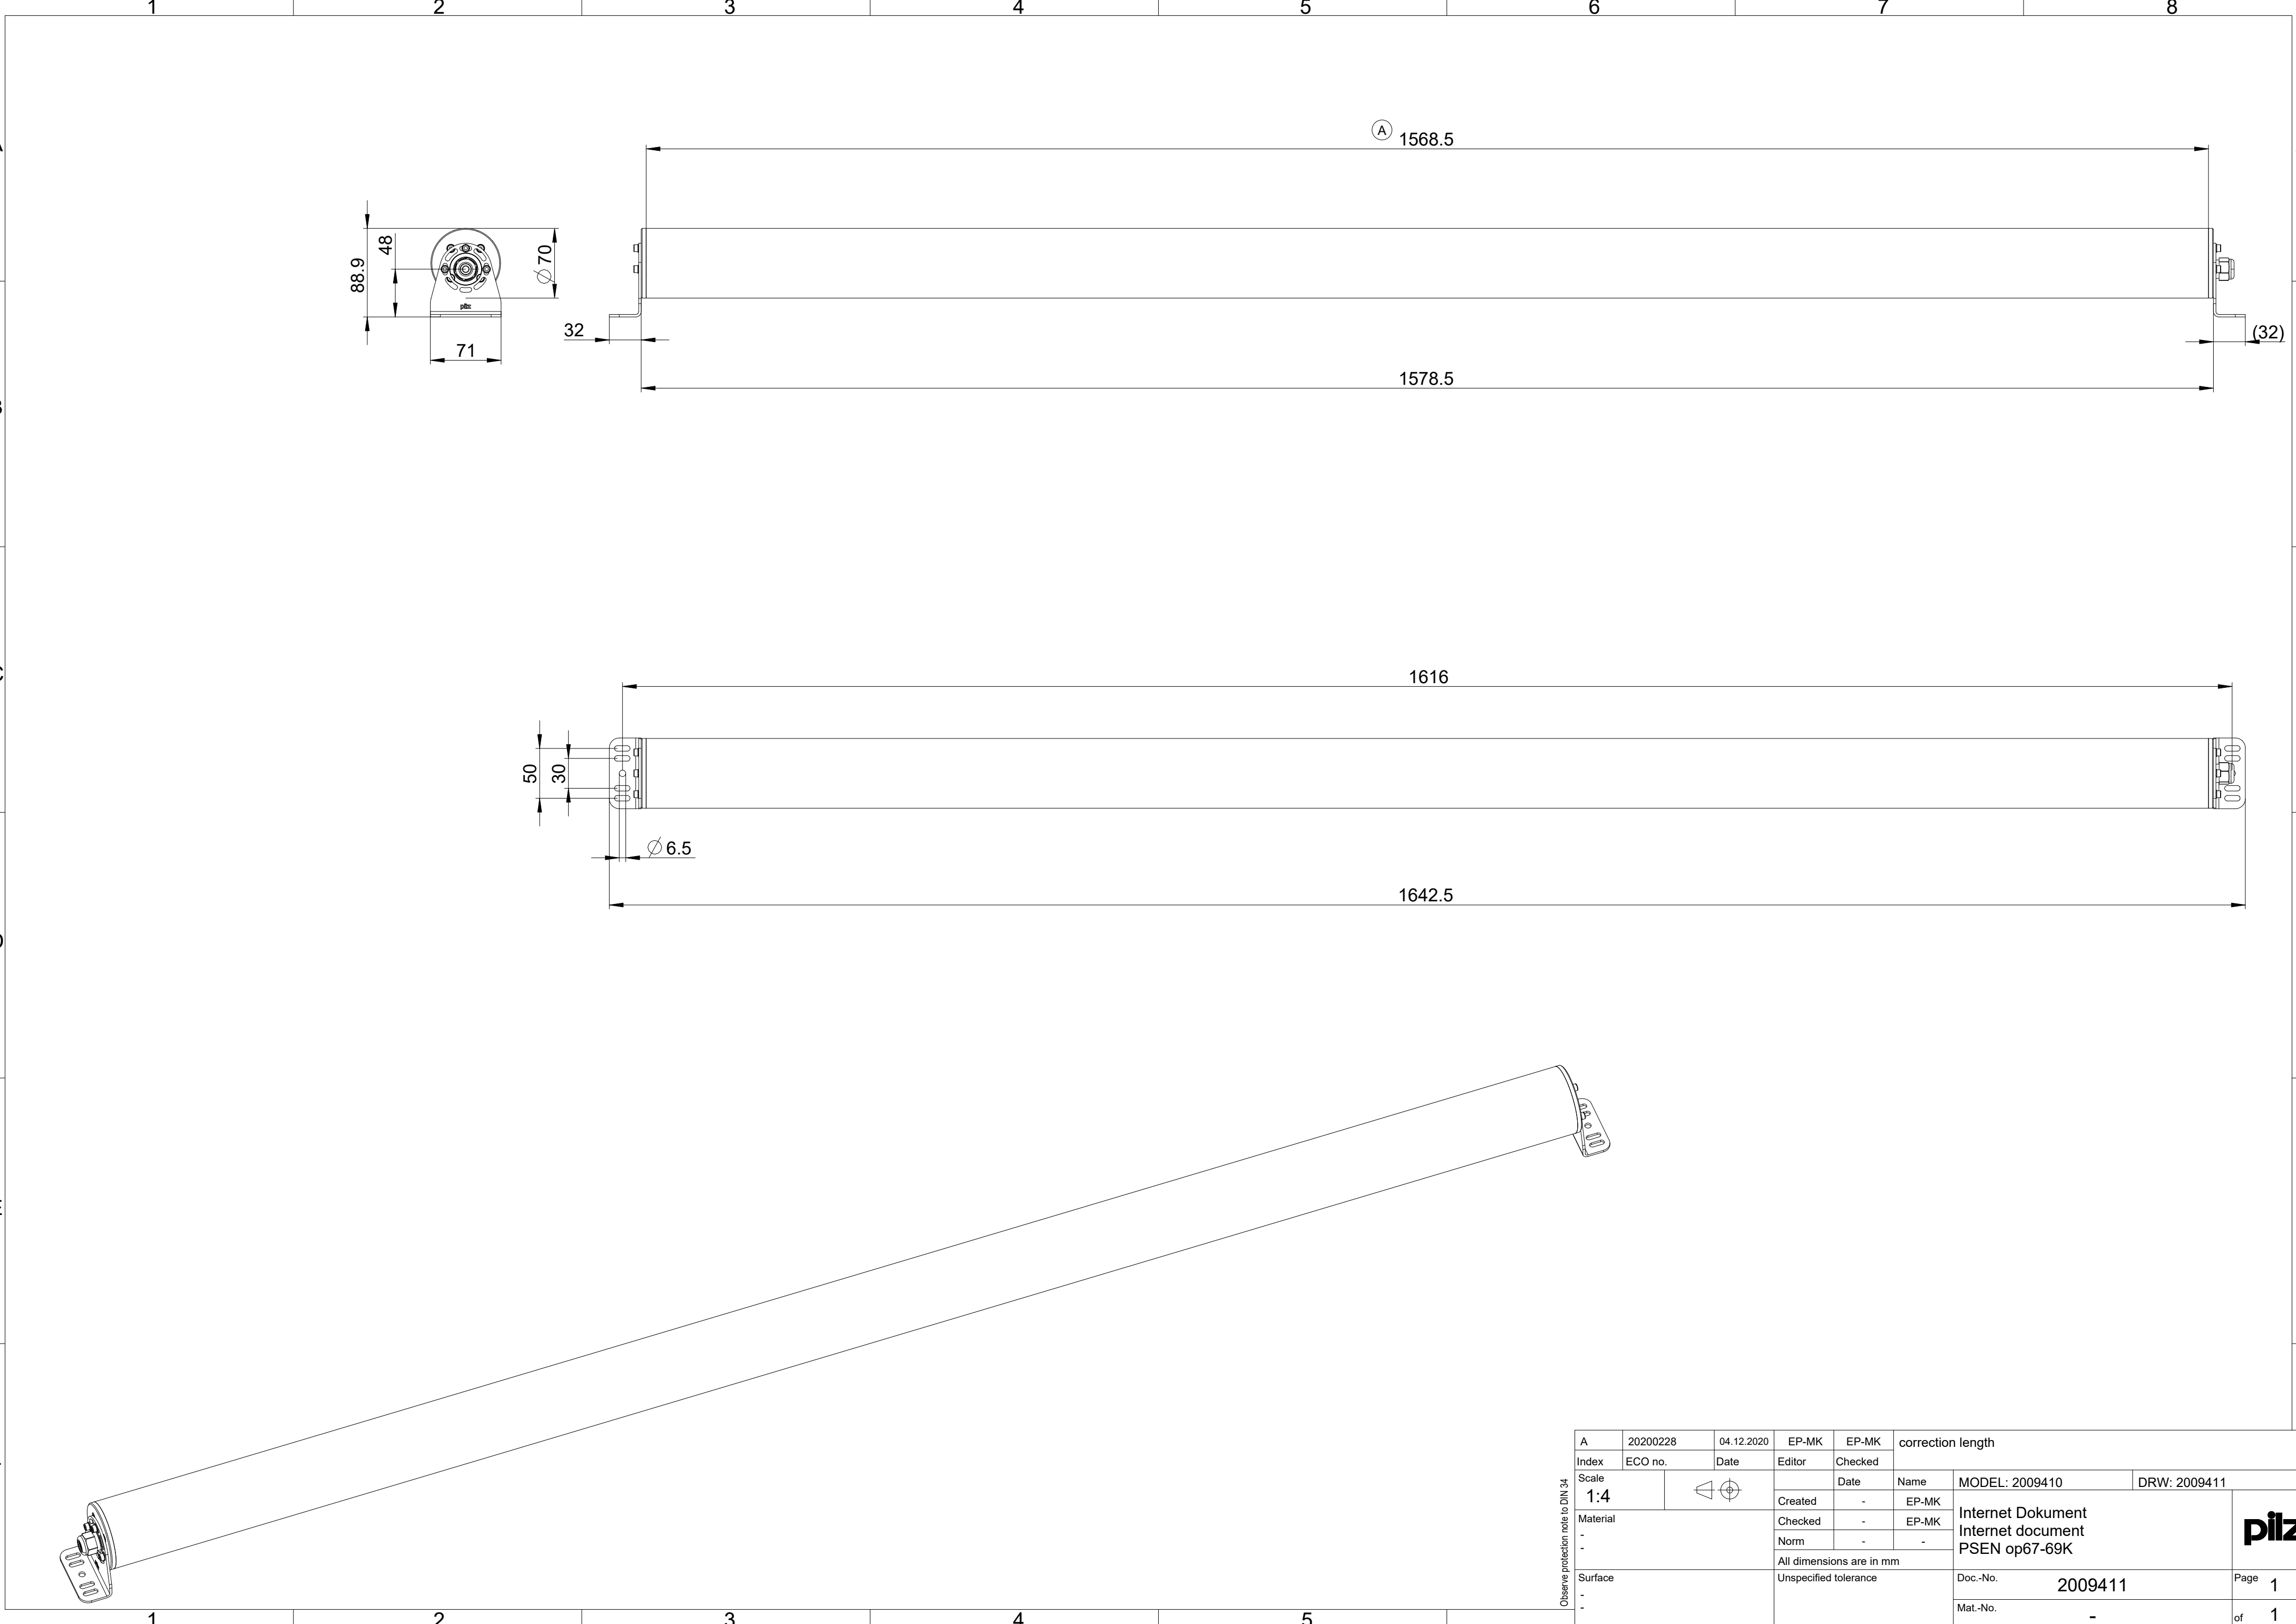 1 2 3 4 5 6 7 8
A 1568.5
88.9
48
⌀ 70
pilz
71
32
(32)
1578.5
1616
50
30
⌀ 6.5
1642.5
Observe protection note to DIN 34
A 20200228 04.12.2020 EP-MK EP-MK correction length
Index ECO no. Date Editor Checked
Scale Date Name MODEL: 2009410 DRW: 2009411
1:4
Created - EP-MK Internet Dokument
Material Checked - EP-MK Internet document
- Norm - - PSEN op67-69K
-
pilz
All dimensions are in mm
Surface Unspecified tolerance Doc.-No. 2009411 Page 1
-
- Mat.-No. - of 1
1 2 3 4 5